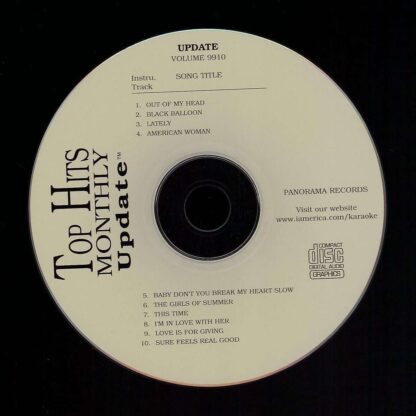 UPDATE
VOLUME 9910
Instru. SONG TITLE
Track
1. OUT OF MY HEAD
2. BLACK BALLOON
3. LATELY
4. AMERICAN WOMAN
TOP HITS
MONTHLY
Update™
PANORAMA RECORDS
Visit our website
www.iamerica.com/karaoke
COMPACT
disc
DIGITAL AUDIO
GRAPHICS
5. BABY DON'T YOU BREAK MY HEART SLOW
6. THE GIRLS OF SUMMER
7. THIS TIME
8. I'M IN LOVE WITH HER
9. LOVE IS FOR GIVING
10. SURE FEELS REAL GOOD